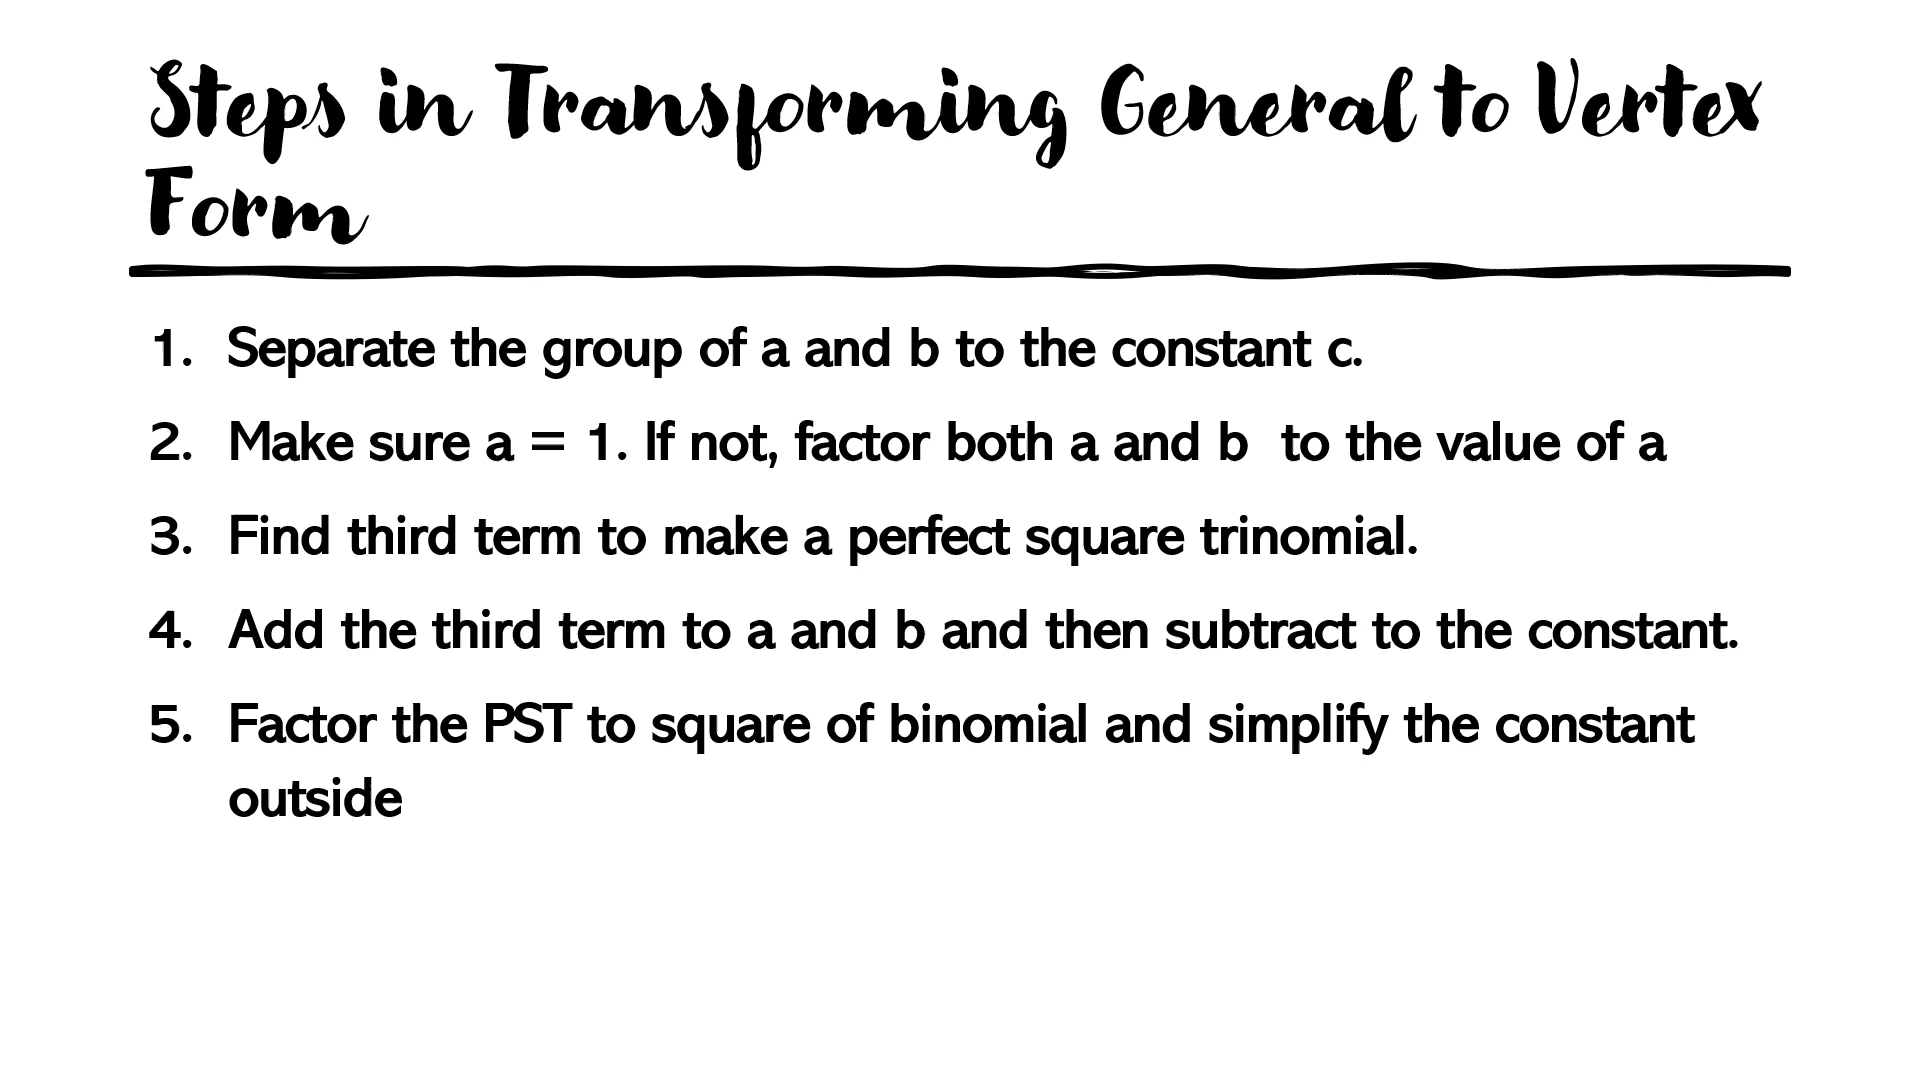 Steps in Transforming General to Vertex
Form
1. Separate the group of a and b to the constant c.
2. Make sure a = 1. If not, factor both a and b  to the value of a
3. Find third term to make a perfect square trinomial.
4. Add the third term to a and b and then subtract to the constant.
5. Factor the PST to square of binomial and simplify the constant
outside